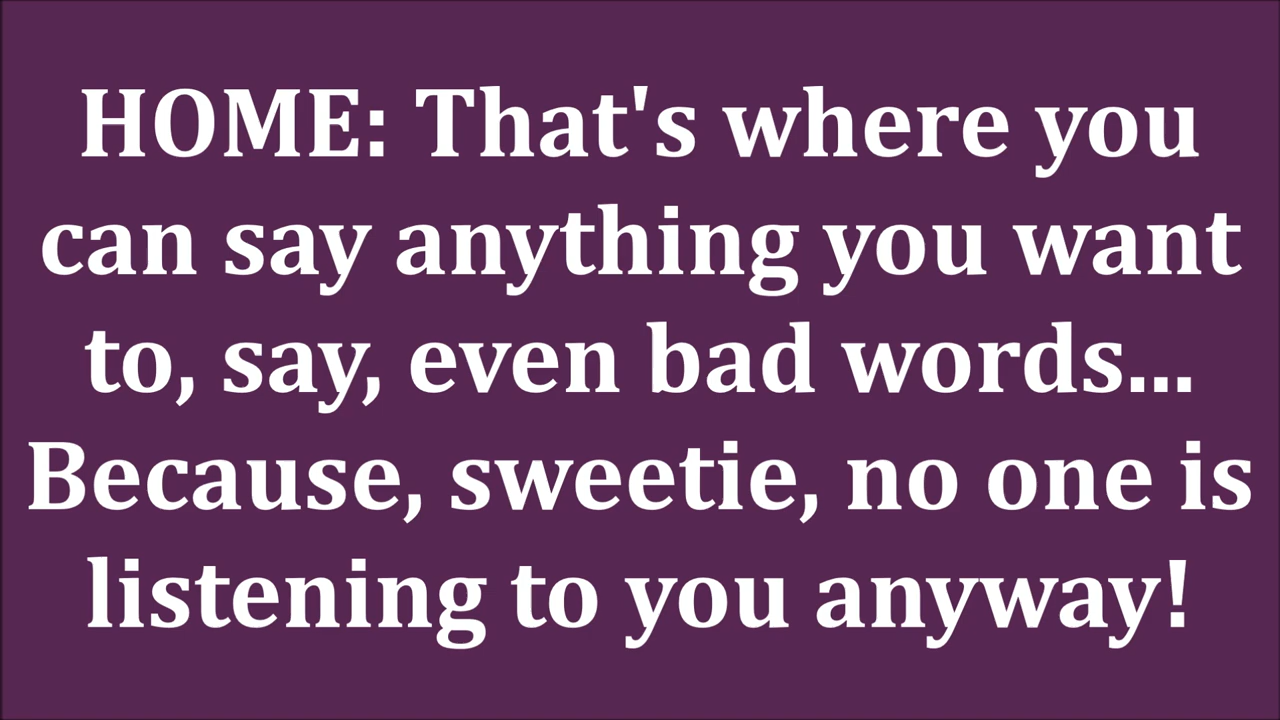 HOME: That's where you
can say anything you want
to, say, even bad words...
Because, sweetie, no one is
listening to you anyway!